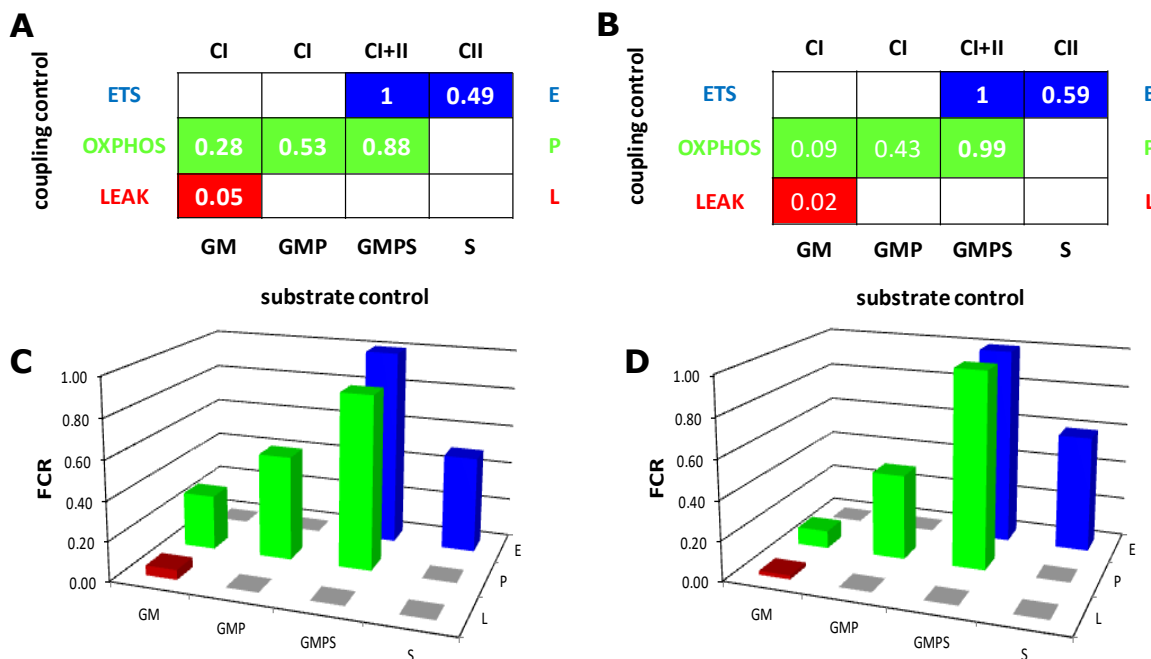 A
CI CI CI+II CII
coupling control
ETS 1 0.49 E
OXPHOS 0.28 0.53 0.88 P
LEAK 0.05 L
GM GMP GMPS S
substrate control
B
CI CI CI+II CII
coupling control
ETS 1 0.59 E
OXPHOS 0.09 0.43 0.99 P
LEAK 0.02 L
GM GMP GMPS S
substrate control
C
FCR
1.00
0.80
0.60
0.40
0.20
0.00
GM
GMP
GMPS
S
L
P
E
D
FCR
1.00
0.80
0.60
0.40
0.20
0.00
GM
GMP
GMPS
S
L
P
E